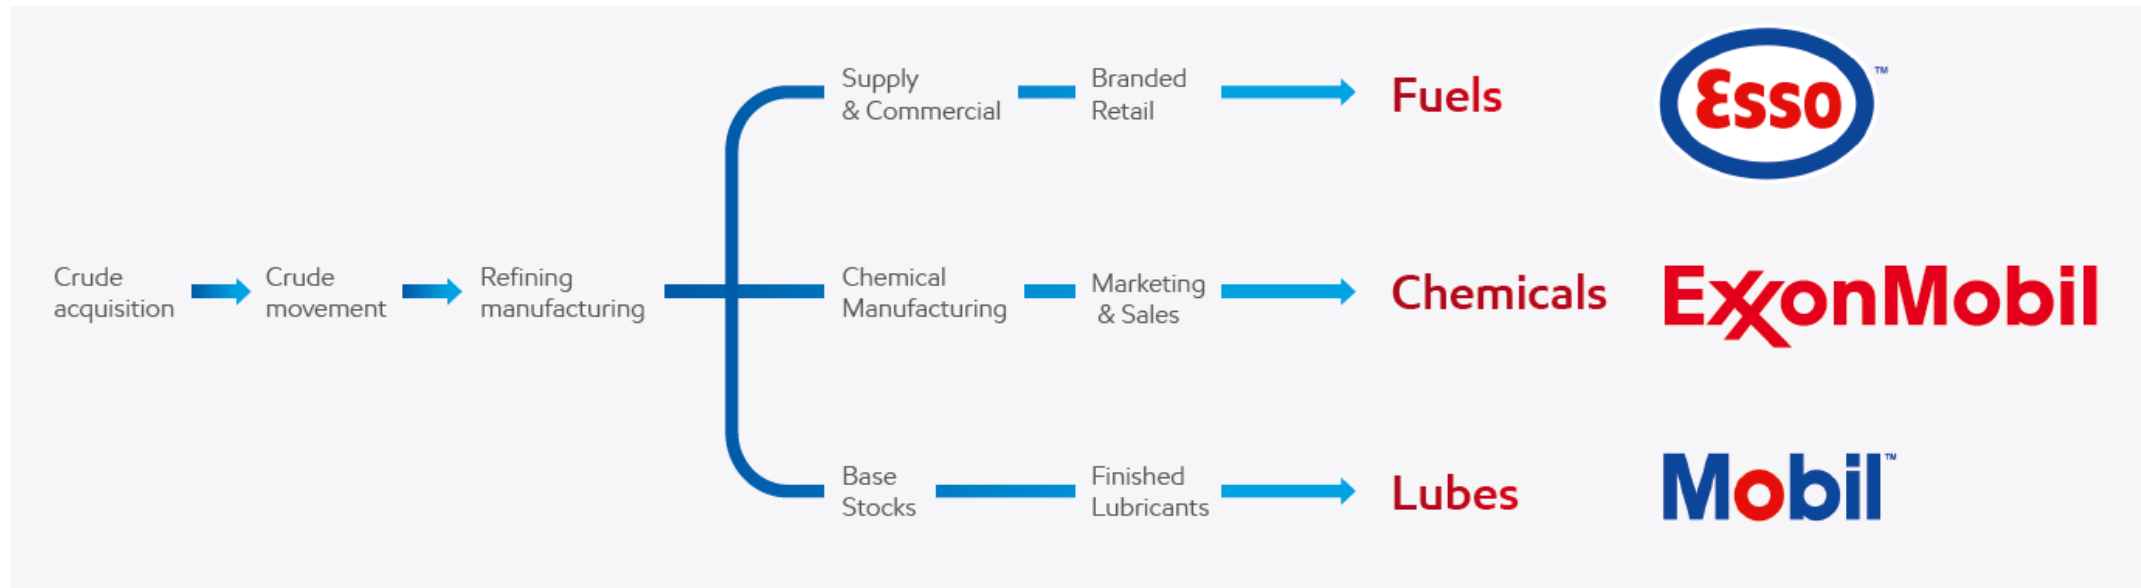 Supply
& Commercial
Branded
Retail
Fuels
Esso
TM
Crude
acquisition
Crude
movement
Refining
manufacturing
Chemical
Manufacturing
Marketing
& Sales
Chemicals
ExxonMobil
Base
Stocks
Finished
Lubricants
Lubes
Mobil
TM